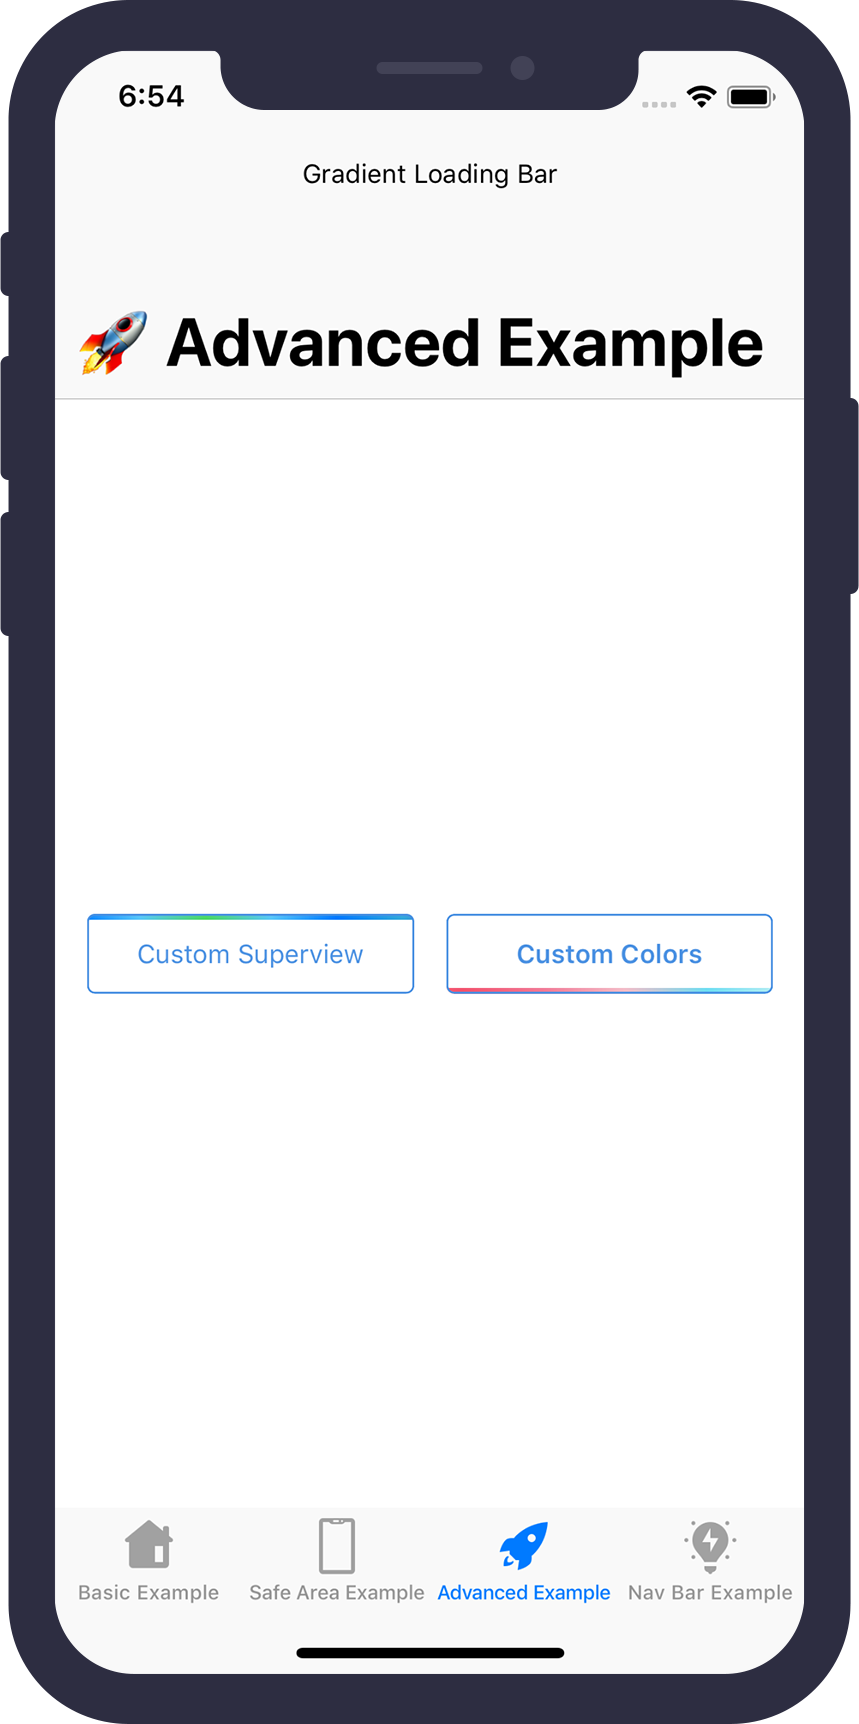 6:54
Gradient Loading Bar
🚀 Advanced Example
Custom Superview
Custom Colors
Basic Example
Safe Area Example
Advanced Example
Nav Bar Example